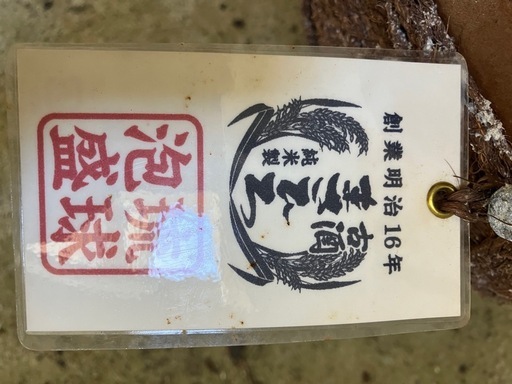 創業明治16年
純米製
まさひろ
古酒
琉球
泡盛